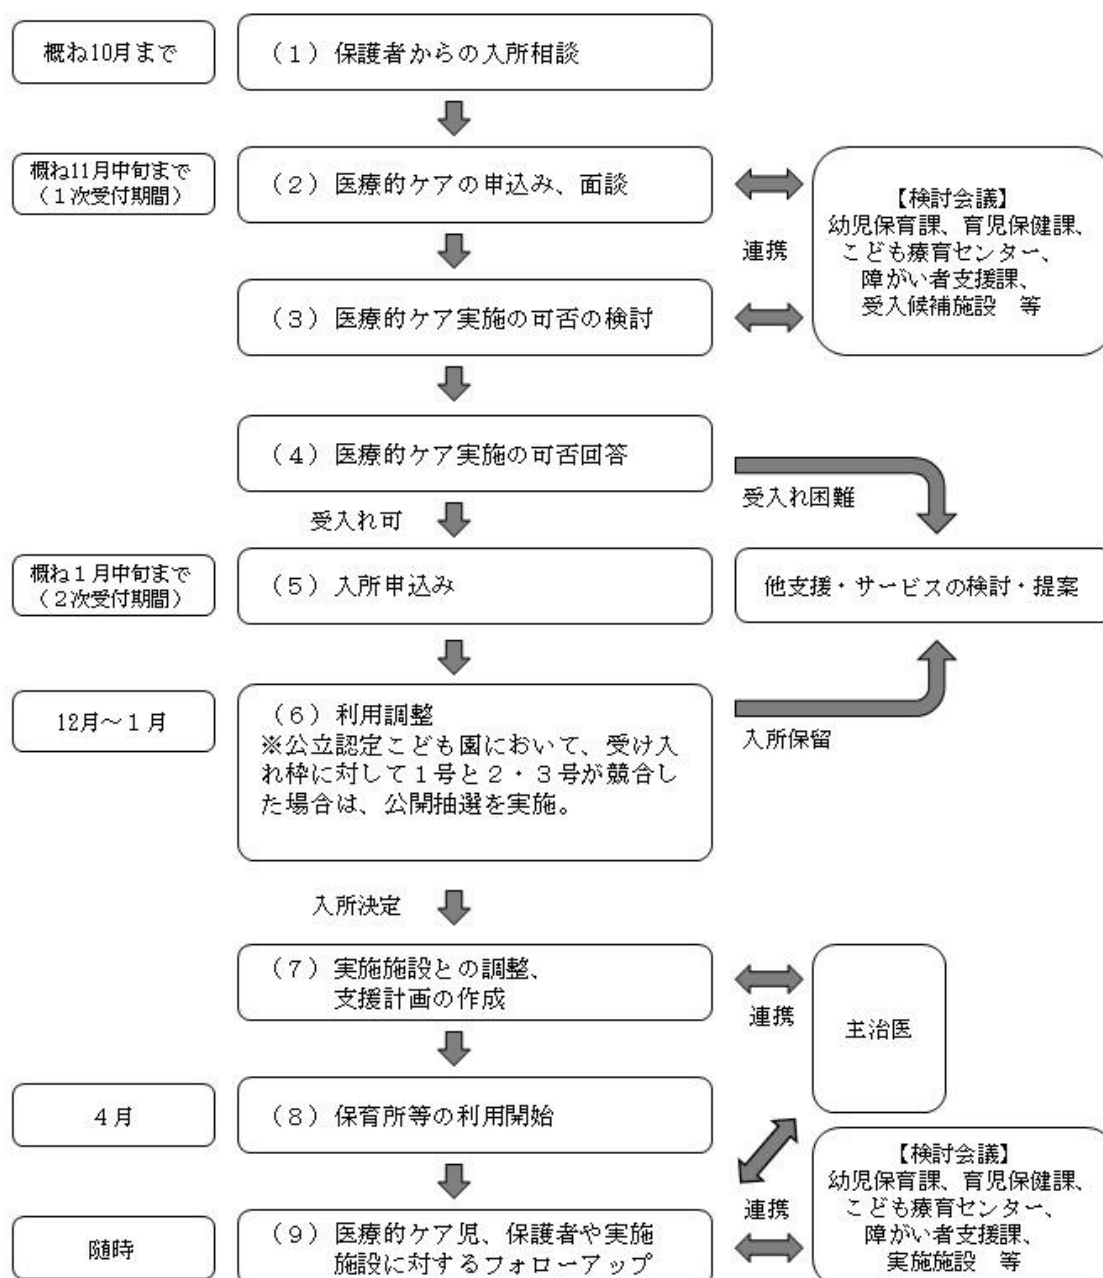 概ね10月まで
（１）保護者からの入所相談
概ね11月中旬まで
（１次受付期間）
（２）医療的ケアの申込み、面談
連携
【検討会議】
幼児保育課、育児保健課、
こども療育センター、
障がい者支援課、
受入候補施設　等
（３）医療的ケア実施の可否の検討
（４）医療的ケア実施の可否回答
受入れ困難
受入れ可
概ね１月中旬まで
（２次受付期間）
（５）入所申込み
他支援・サービスの検討・提案
12月～１月
（６）利用調整
※公立認定こども園において、受け入
れ枠に対して１号と２・３号が競合し
た場合は、公開抽選を実施。
入所保留
入所決定
（７）実施施設との調整、
支援計画の作成
連携
主治医
４月
（８）保育所等の利用開始
随時
（９）医療的ケア児、保護者や実施
施設に対するフォローアップ
連携
【検討会議】
幼児保育課、育児保健課、
こども療育センター、
障がい者支援課、
実施施設　等